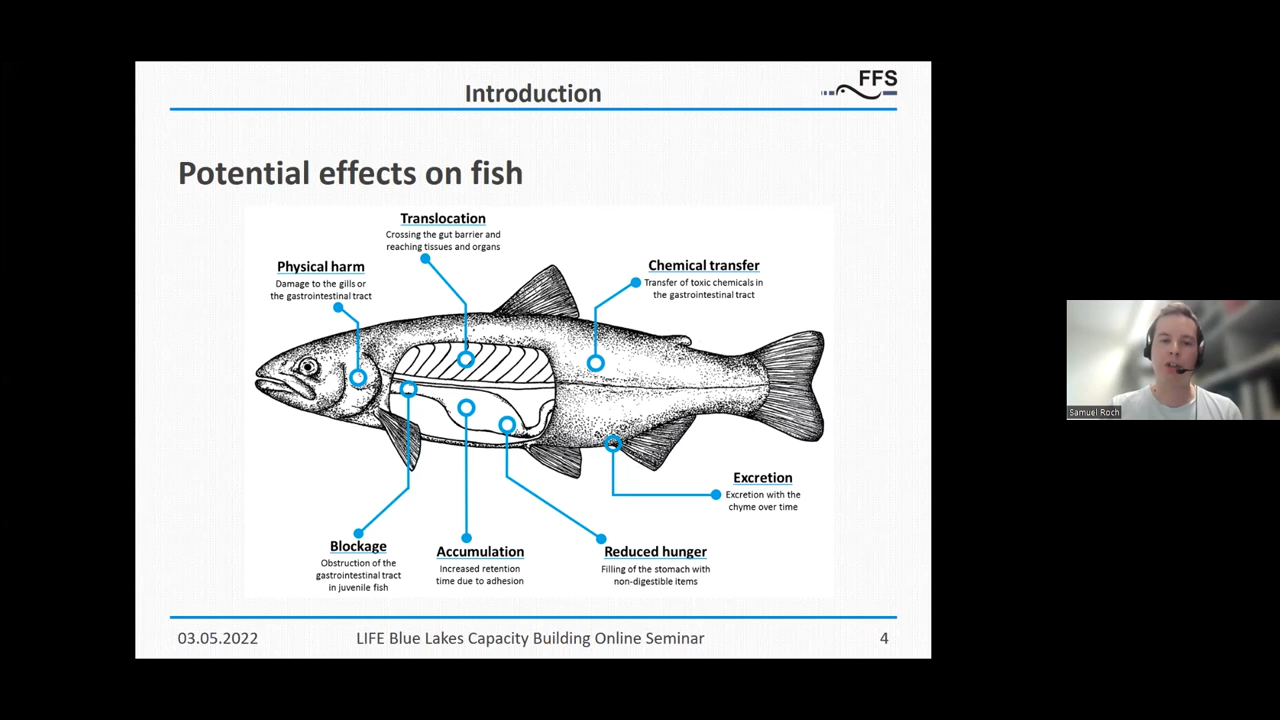 Introduction
FFS
Potential effects on fish
Translocation
Crossing the gut barrier and
reaching tissues and organs
Physical harm
Damage to the gills or
the gastrointestinal tract
Chemical transfer
Transfer of toxic chemicals in
the gastrointestinal tract
Samuel Roch
Excretion
Excretion with the
chyme over time
Blockage
Obstruction of the
gastrointestinal tract
in juvenile fish
Accumulation
Increased retention
time due to adhesion
Reduced hunger
Filling of the stomach with
non-digestible items
03.05.2022
LIFE Blue Lakes Capacity Building Online Seminar
4